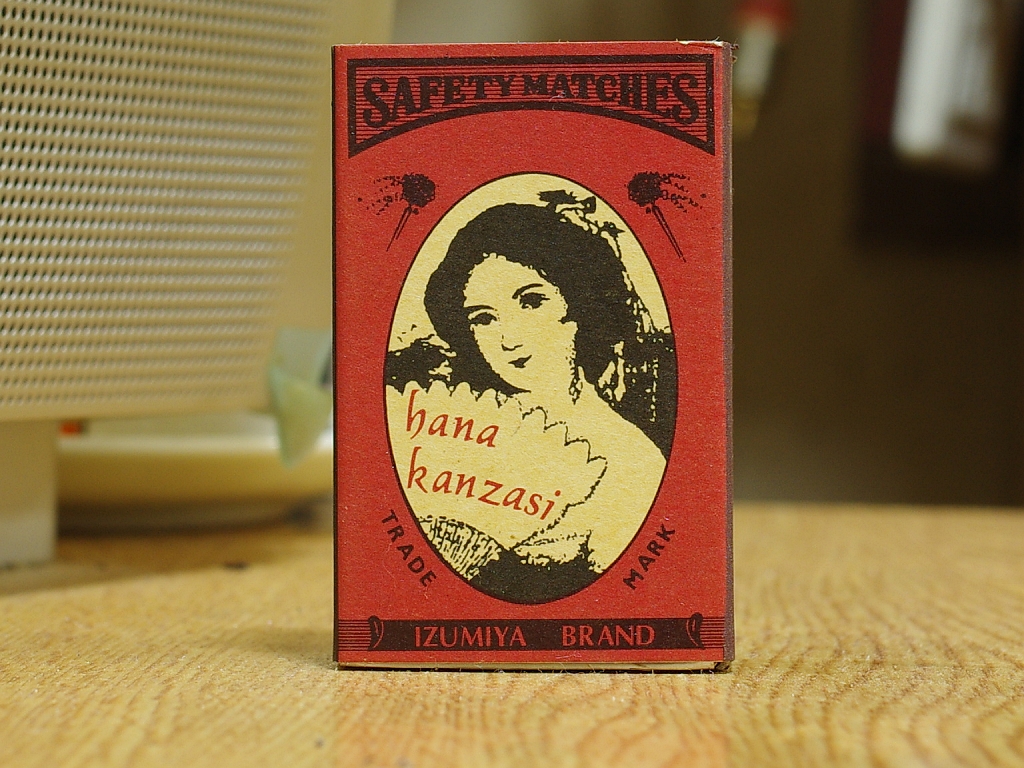 SAFETY MATCHES
hana
kanzasi
TRADE MARK
IZUMIYA BRAND